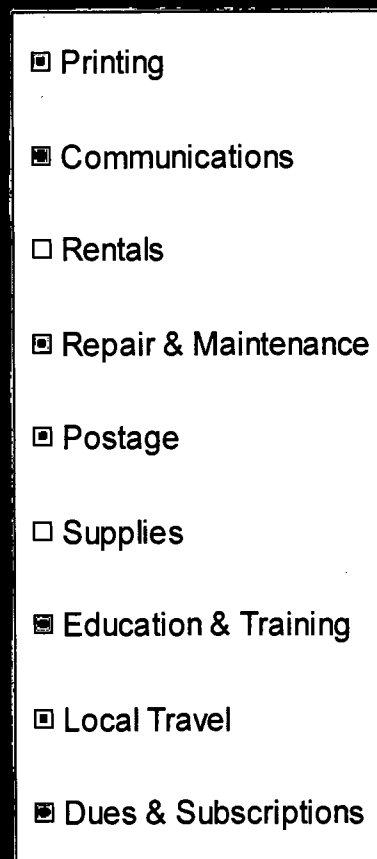 Printing
Communications
Rentals
Repair & Maintenance
Postage
Supplies
Education & Training
Local Travel
Dues & Subscriptions